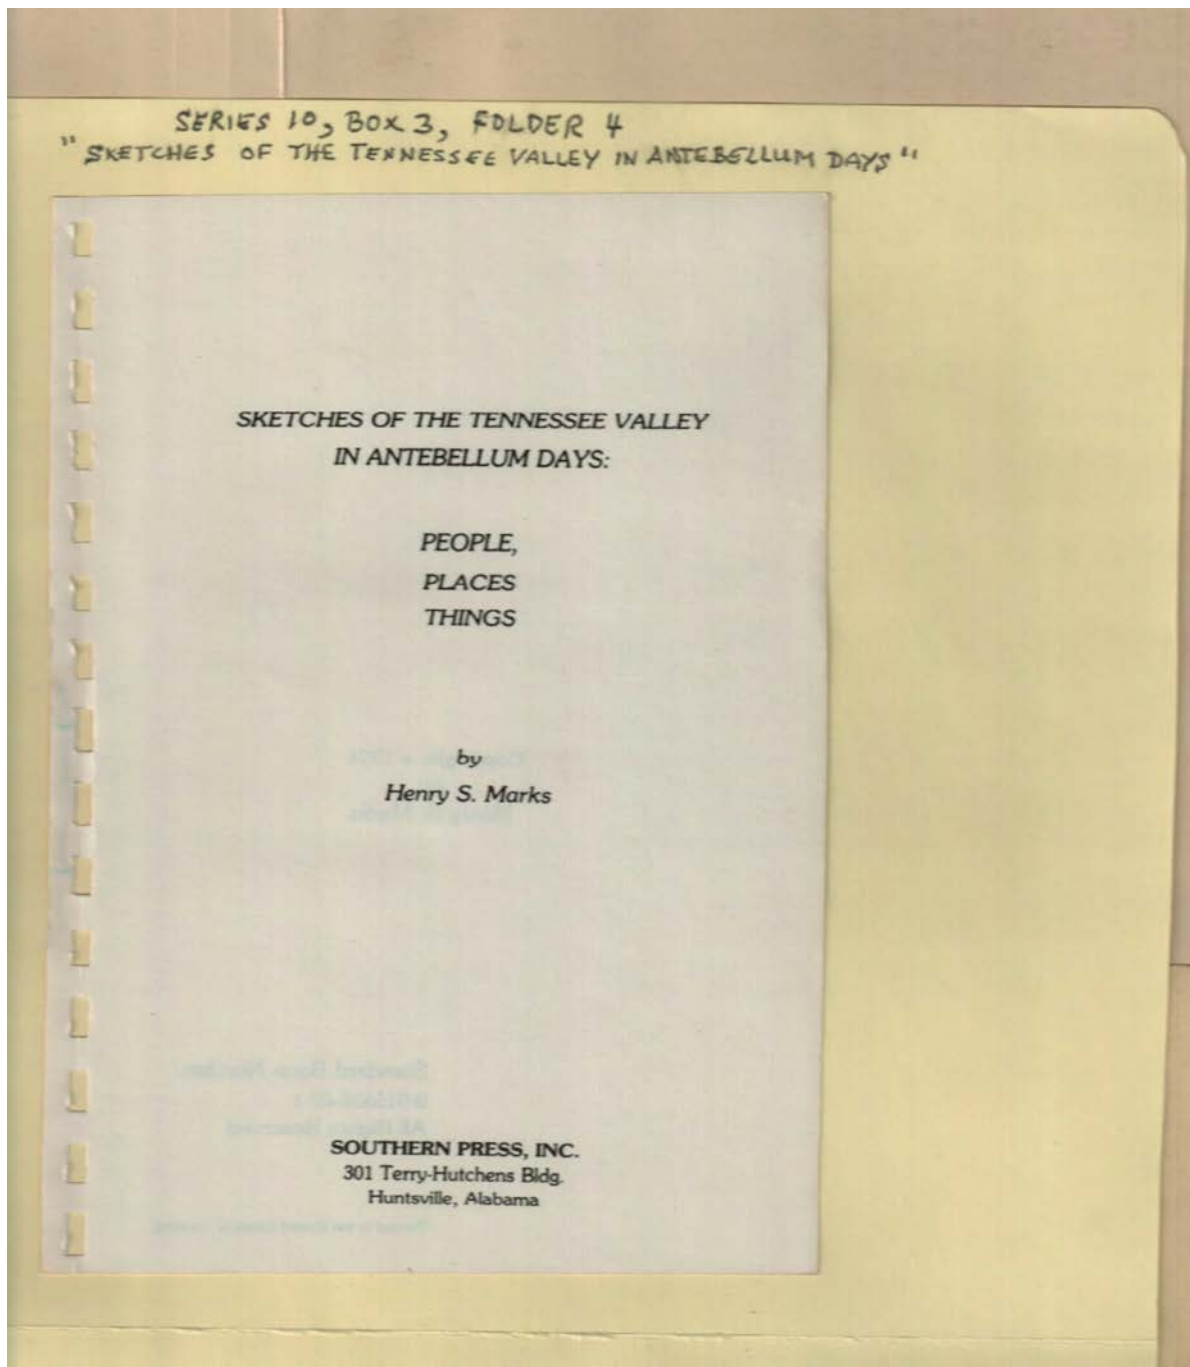 SERIES 10, BOX 3, FOLDER 4
"SKETCHES OF THE TENNESSEE VALLEY IN ANTEBELLUM DAYS"
SKETCHES OF THE TENNESSEE VALLEY
IN ANTEBELLUM DAYS:
PEOPLE,
PLACES
THINGS
by
Henry S. Marks
SOUTHERN PRESS, INC.
301 Terry-Hutchens Bldg.
Huntsville, Alabama